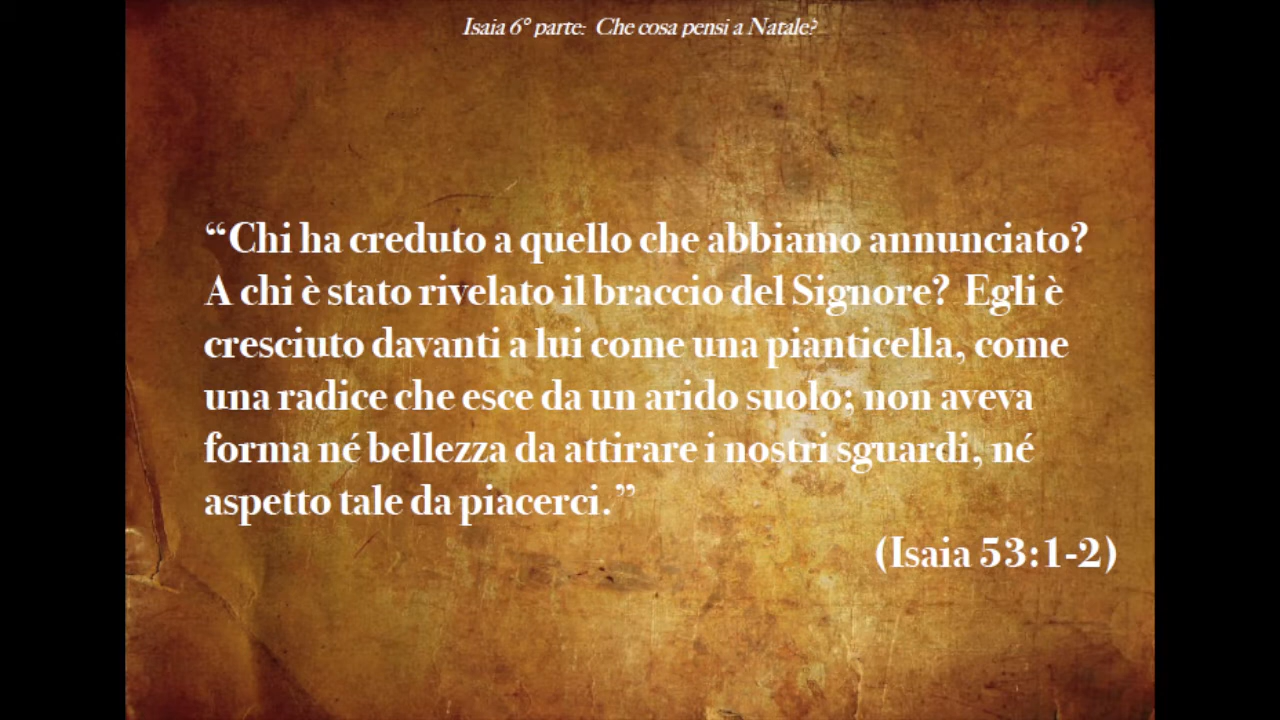 Isaia 6° parte:  Che cosa pensi a Natale?
“Chi ha creduto a quello che abbiamo annunciato?
A chi è stato rivelato il braccio del Signore?  Egli è
cresciuto davanti a lui come una pianticella, come
una radice che esce da un arido suolo; non aveva
forma né bellezza da attirare i nostri sguardi, né
aspetto tale da piacerci.”
(Isaia 53:1-2)